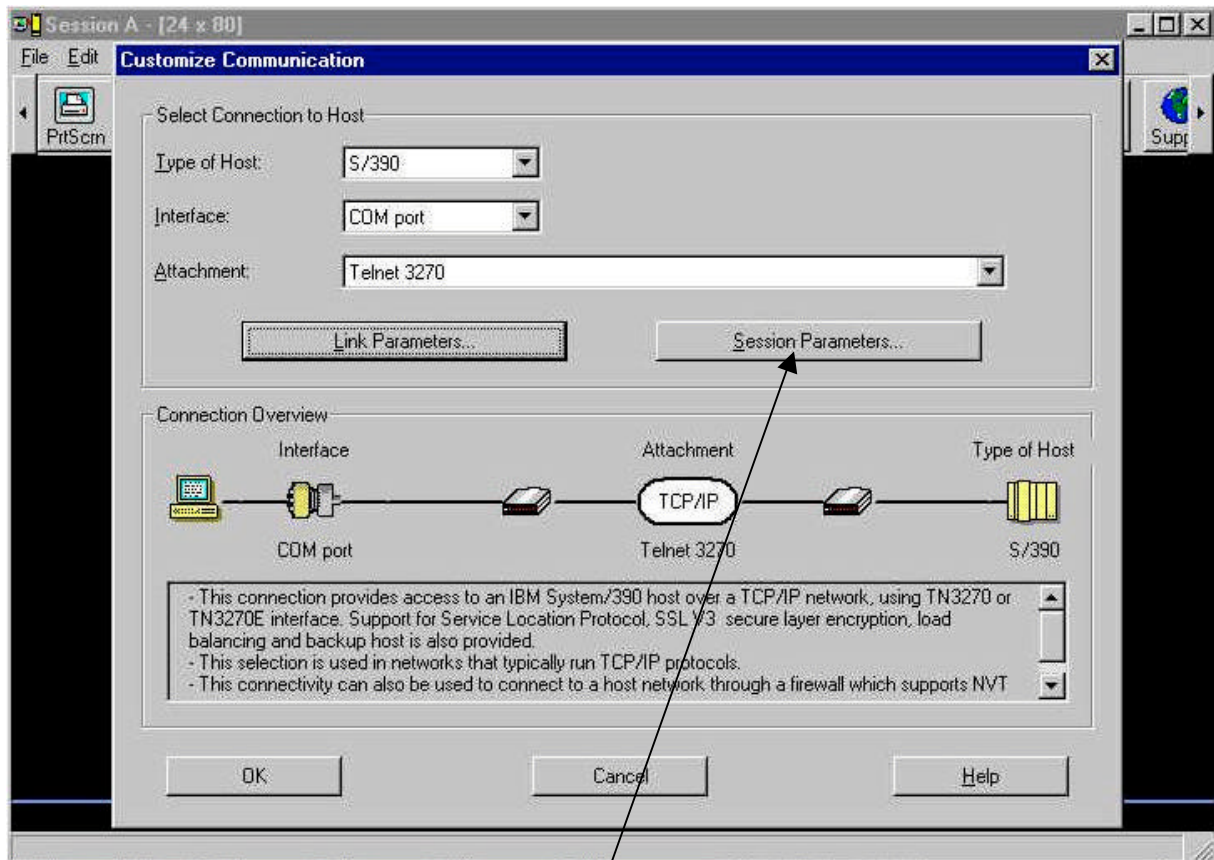 Session A - [24 x 80]
File Edit
Customize Communication
PrtScrn
Supp
Select Connection to Host
Type of Host: S/390
Interface: COM port
Attachment: Telnet 3270
Link Parameters... Session Parameters...
Connection Overview
Interface Attachment Type of Host
TCP/IP
COM port Telnet 3270 S/390
- This connection provides access to an IBM System/390 host over a TCP/IP network, using TN3270 or
TN3270E interface. Support for Service Location Protocol, SSL V3 secure layer encryption, load
balancing and backup host is also provided.
- This selection is used in networks that typically run TCP/IP protocols.
- This connectivity can also be used to connect to a host network through a firewall which supports NVT
OK Cancel Help